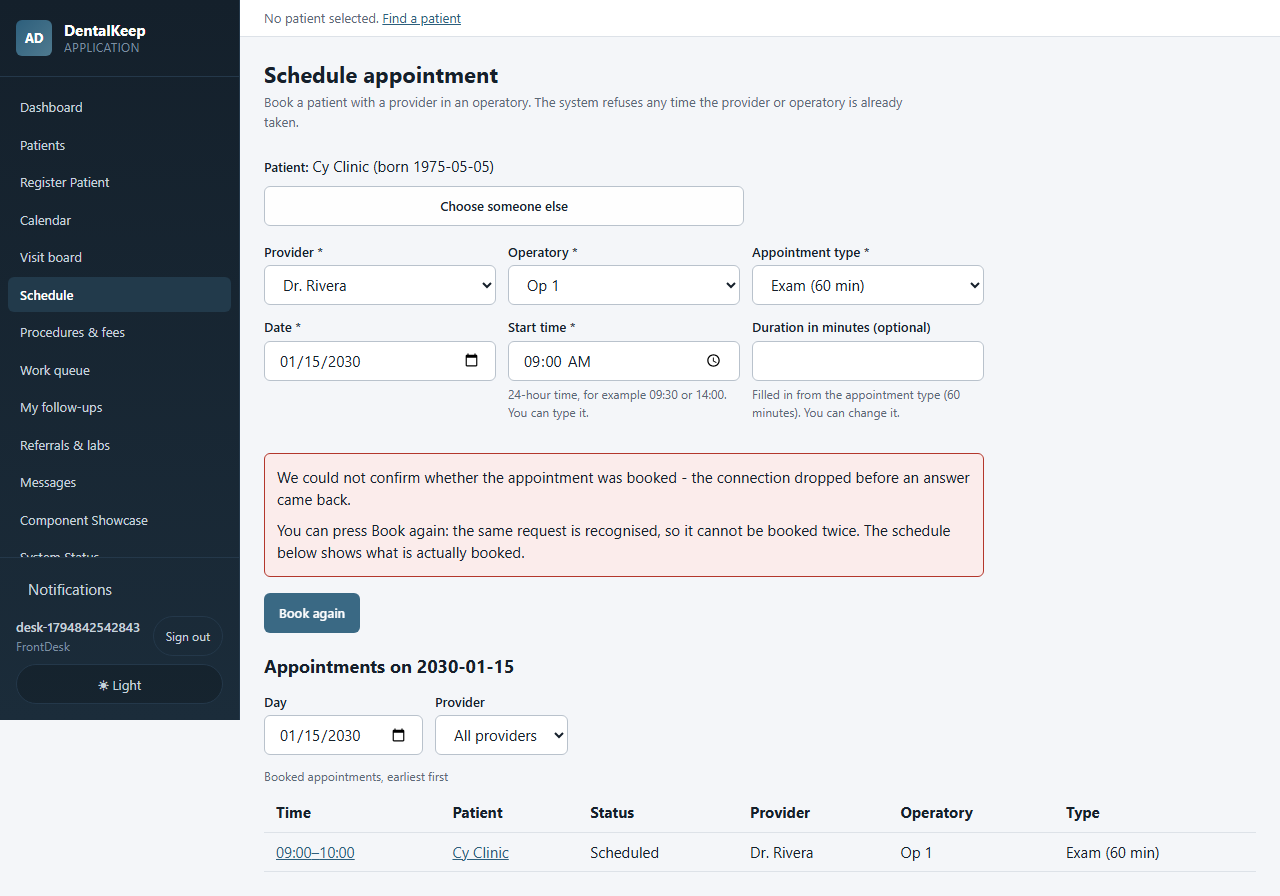 AD
DentalKeep
APPLICATION
Dashboard
Patients
Register Patient
Calendar
Visit board
Schedule
Procedures & fees
Work queue
My follow-ups
Referrals & labs
Messages
Component Showcase
System Status
Notifications
desk-1794842542843
FrontDesk
Sign out
☀ Light
No patient selected. Find a patient
Schedule appointment
Book a patient with a provider in an operatory. The system refuses any time the provider or operatory is already
taken.
Patient: Cy Clinic (born 1975-05-05)
Choose someone else
Provider * Operatory * Appointment type *
Dr. Rivera Op 1 Exam (60 min)
Date * Start time * Duration in minutes (optional)
01/15/2030 09:00 AM
24-hour time, for example 09:30 or 14:00.
You can type it.
Filled in from the appointment type (60
minutes). You can change it.
We could not confirm whether the appointment was booked - the connection dropped before an answer
came back.
You can press Book again: the same request is recognised, so it cannot be booked twice. The schedule
below shows what is actually booked.
Book again
Appointments on 2030-01-15
Day Provider
01/15/2030 All providers
Booked appointments, earliest first
Time Patient Status Provider Operatory Type
09:00–10:00 Cy Clinic Scheduled Dr. Rivera Op 1 Exam (60 min)